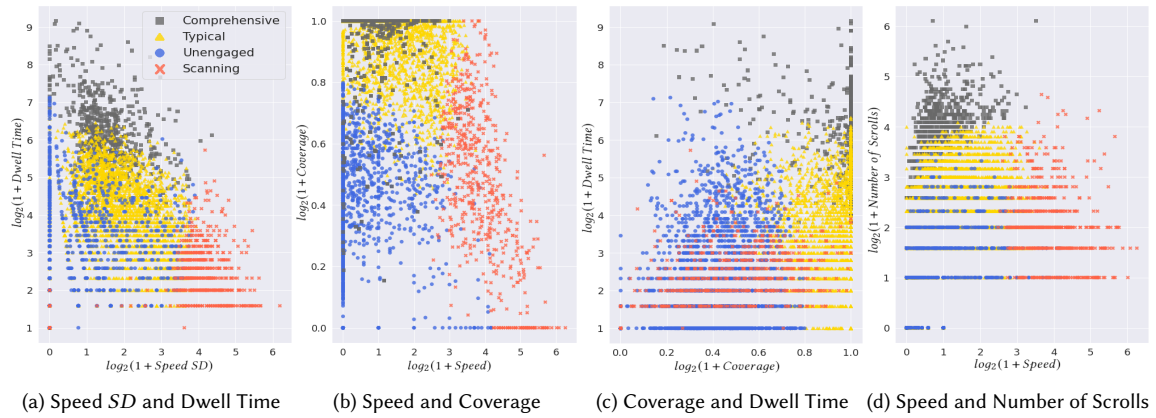 Comprehensive
Typical
Unengaged
Scanning
9
8
7
6
5
4
3
2
1
log₂(1 + Dwell Time)
0 1 2 3 4 5 6
log₂(1 + Speed SD)
(a) Speed SD and Dwell Time
1.0
0.8
0.6
0.4
0.2
0.0
log₂(1 + Coverage)
0 1 2 3 4 5 6
log₂(1 + Speed)
(b) Speed and Coverage
9
8
7
6
5
4
3
2
1
log₂(1 + Dwell Time)
0.0 0.2 0.4 0.6 0.8 1.0
log₂(1 + Coverage)
(c) Coverage and Dwell Time
6
5
4
3
2
1
0
log₂(1 + Number of Scrolls)
0 1 2 3 4 5 6
log₂(1 + Speed)
(d) Speed and Number of Scrolls